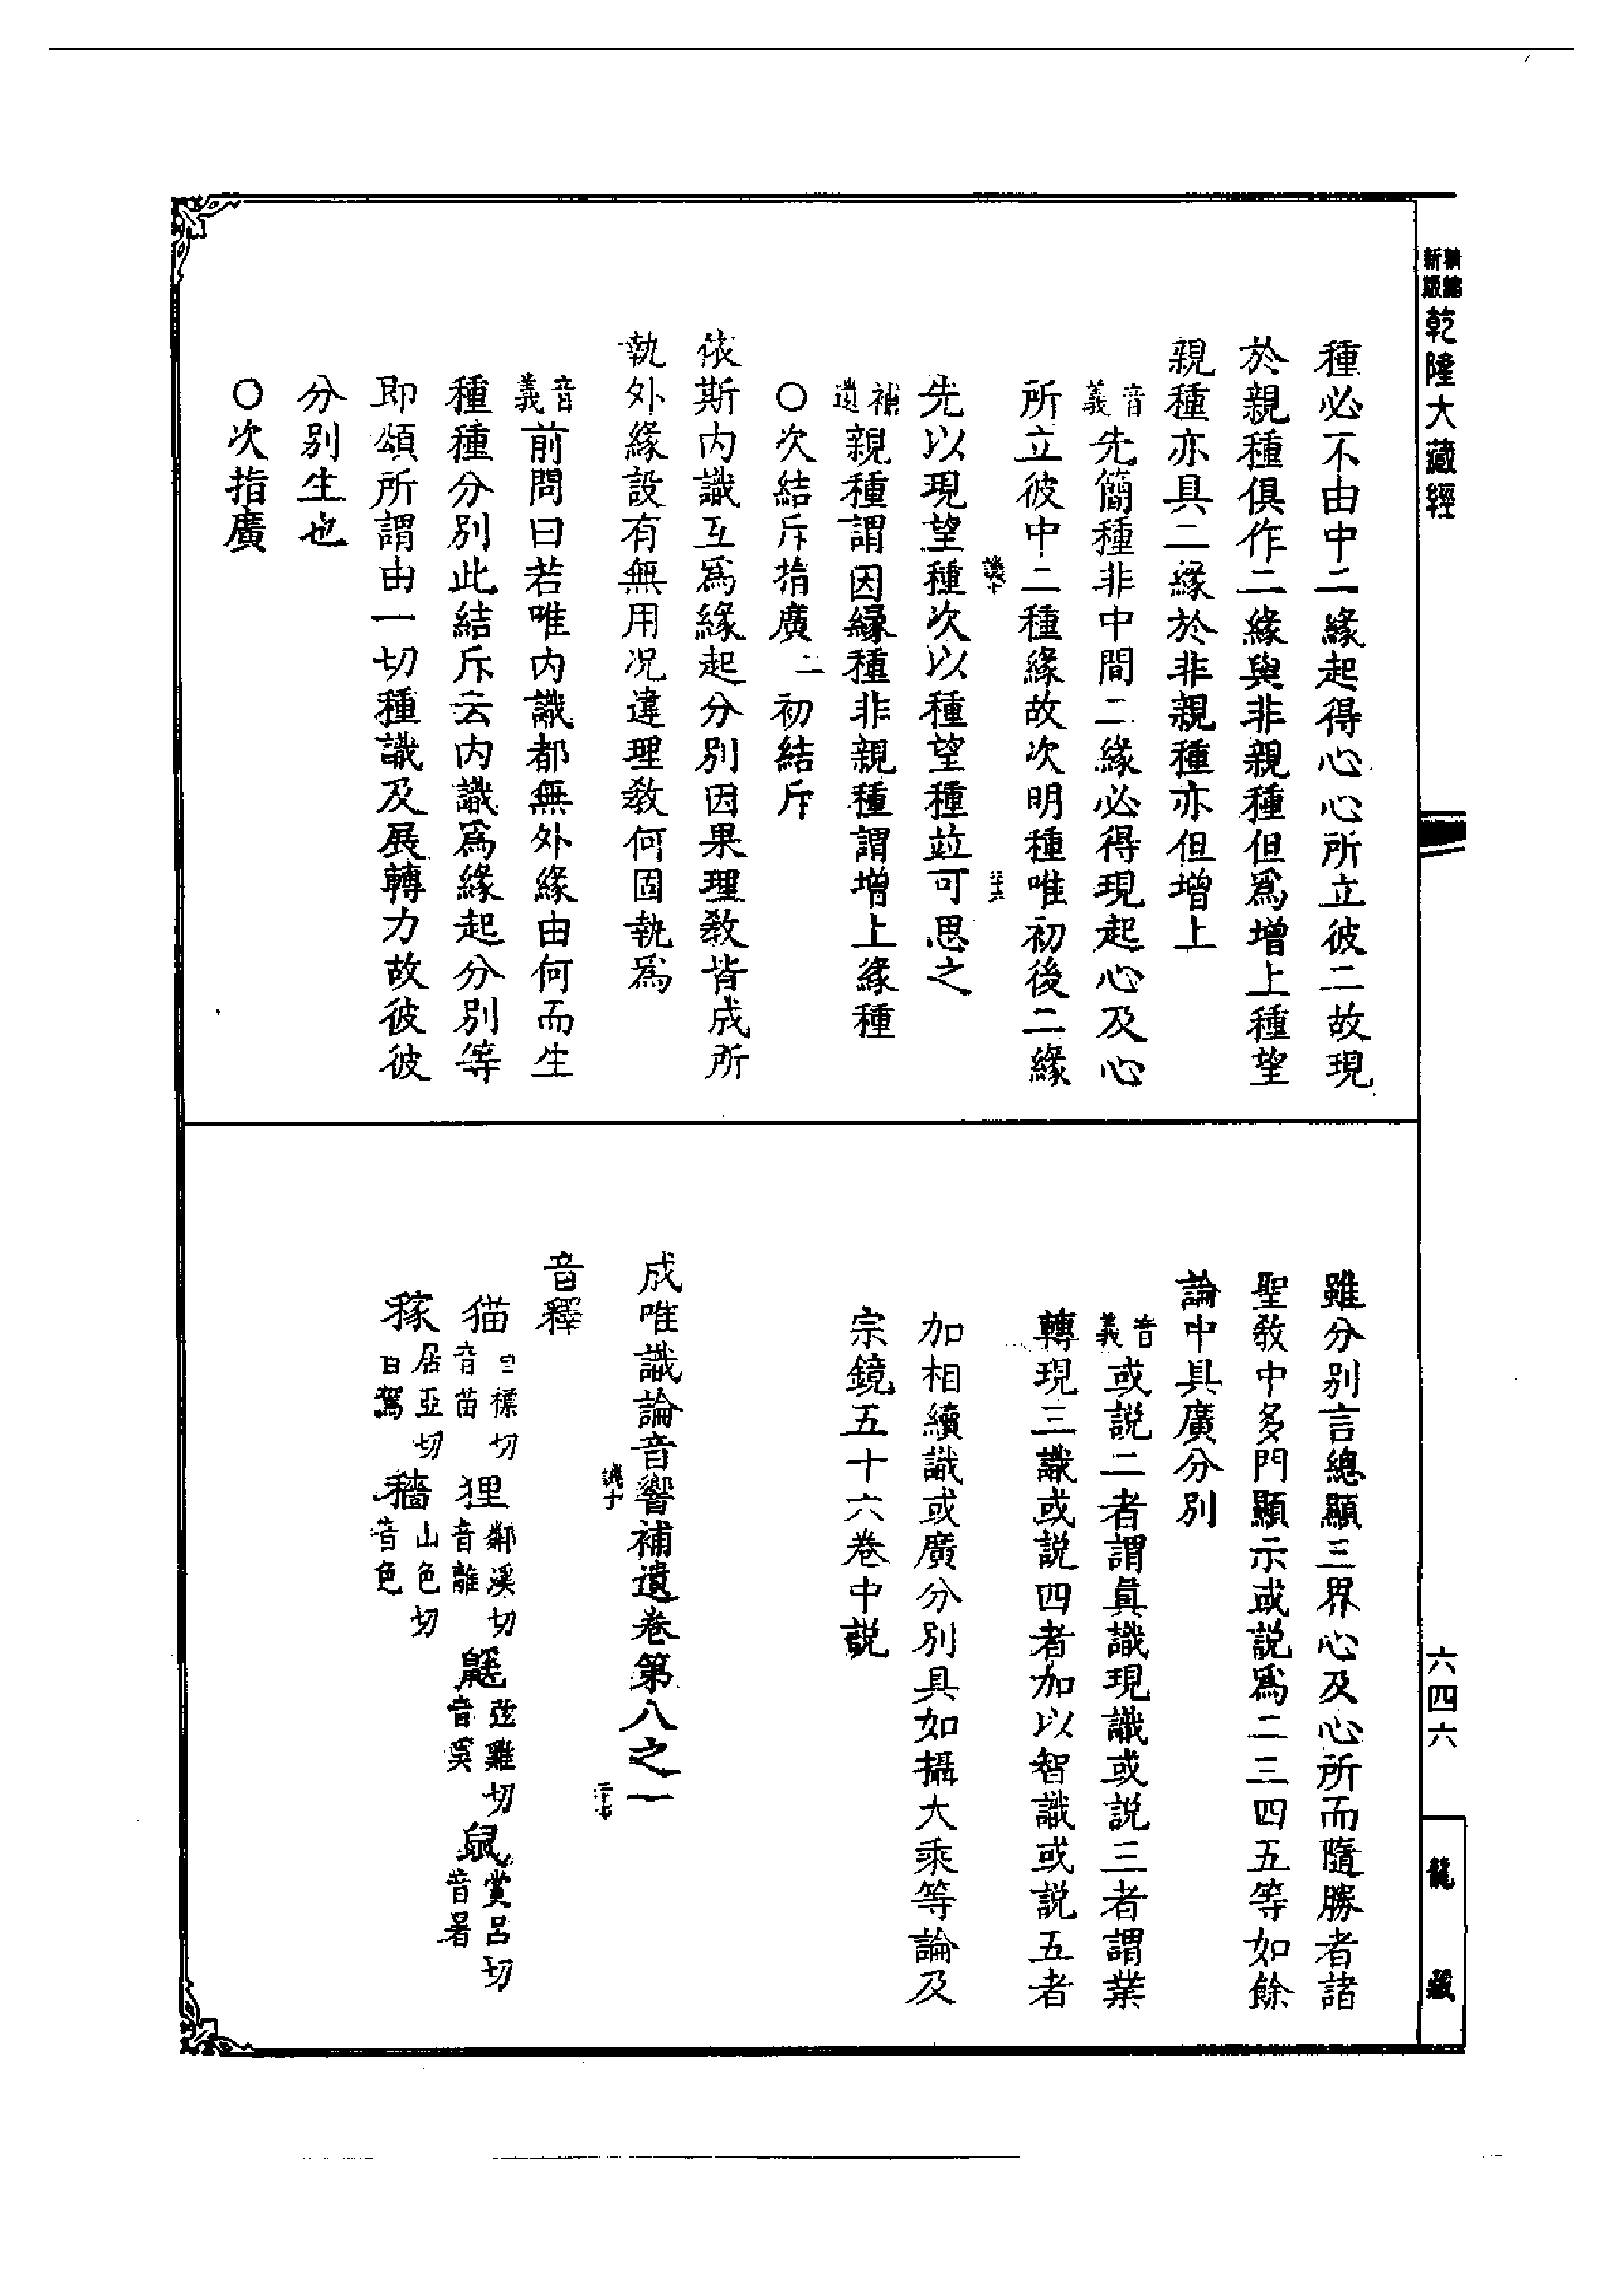 新編
縮版
乾隆大藏經
種必不由中二緣起得心心所立彼二故現
於親種俱作二緣與非親種但爲增上種望
親種亦具二緣於非親種亦但增上
音義先簡種非中間二緣必得現起心及心
所立彼中二種緣故次明種唯初後二緣
先以現望種次以種望種竝可思之
補遺親種謂因緣種非親種謂增上緣種
○次結斥指廣二初結斥
依斯内識互爲緣起分別因果理教皆成所
執外緣設有無用况違理教何固執爲
音義前問曰若唯内識都無外緣由何而生
種種分別此結斥云内識爲緣起分別等
即頌所謂由一切種識及展轉力故彼彼
分別生也
○次指廣
雖分別言總顯三界心及心所而隨勝者諸
聖教中多門顯示或説爲二三四五等如餘
論中具廣分別
音義或説二者謂眞識現識或説三者謂業
轉現三識或説四者加以智識或説五者
加相續識或廣分別具如攝大乘等論及
宗鏡五十六卷中説
成唯識論音響補遺卷第八之一
音釋
猫 切音苗 狸鄰溪切音離 鼷弦雞切音奚 鼠賞呂切音暑
稼居亞切音駕 穡山色切音色
六四六
龍藏